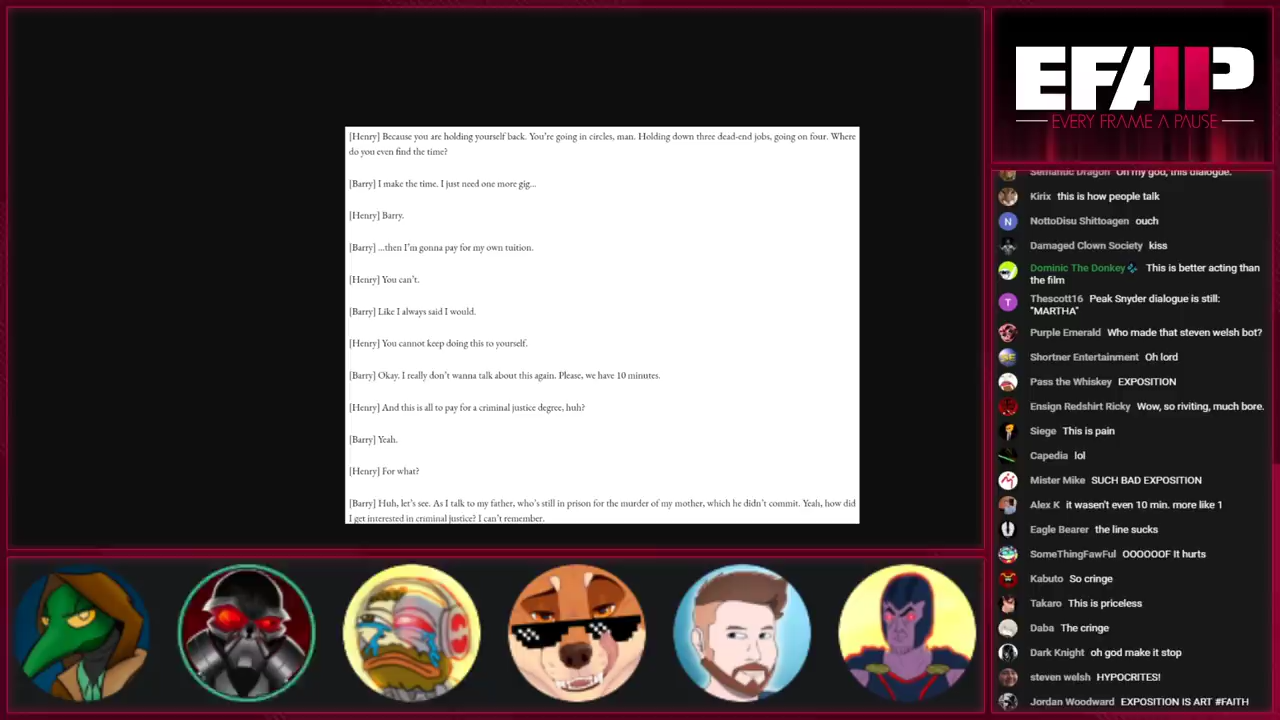 [Henry] Because you are holding yourself back. You're going in circles, man. Holding down three dead-end jobs, going on four. Where
do you even find the time?
[Barry] I make the time. I just need one more gig...
[Henry] Barry.
[Barry] ...then I'm gonna pay for my own tuition.
[Henry] You can't.
[Barry] Like I always said I would.
[Henry] You cannot keep doing this to yourself.
[Barry] Okay. I really don't wanna talk about this again. Please, we have 10 minutes.
[Henry] And this is all to pay for a criminal justice degree, huh?
[Barry] Yeah.
[Henry] For what?
[Barry] Huh, let's see. As I talk to my father, who's still in prison for the murder of my mother, which he didn't commit. Yeah, how did
I get interested in criminal justice? I can't remember.
EFAP
EVERY FRAME A PAUSE
Semantic Dragon Oh my god, this dialogue.
Kirix this is how people talk
N
NottoDisu Shittoagen ouch
Damaged Clown Society kiss
Dominic The Donkey This is better acting than
the film
T
Thescott16 Peak Snyder dialogue is still:
"MARTHA"
Purple Emerald Who made that steven welsh bot?
SE
Shortner Entertainment Oh lord
Pass the Whiskey EXPOSITION
Ensign Redshirt Ricky Wow, so riviting, much bore.
Siege This is pain
Capedia lol
Mister Mike SUCH BAD EXPOSITION
Alex K it wasen't even 10 min. more like 1
Eagle Bearer the line sucks
SomeThingFawFul OOOOOOF It hurts
Kabuto So cringe
Takaro This is priceless
Daba The cringe
Dark Knight oh god make it stop
steven welsh HYPOCRITES!
Jordan Woodward EXPOSITION IS ART #FAITH